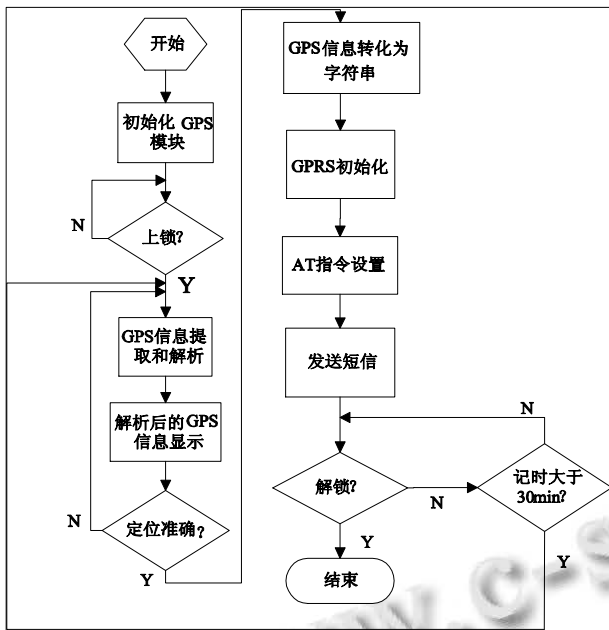 开始
初始化 GPS
模块
N
上锁?
Y
GPS信息提
取和解析
解析后的GPS
信息显示
N
定位准确?
Y
GPS信息转化为
字符串
GPRS初始化
AT指令设置
发送短信
N
解锁?
N
记时大于
30min?
Y
Y
结束